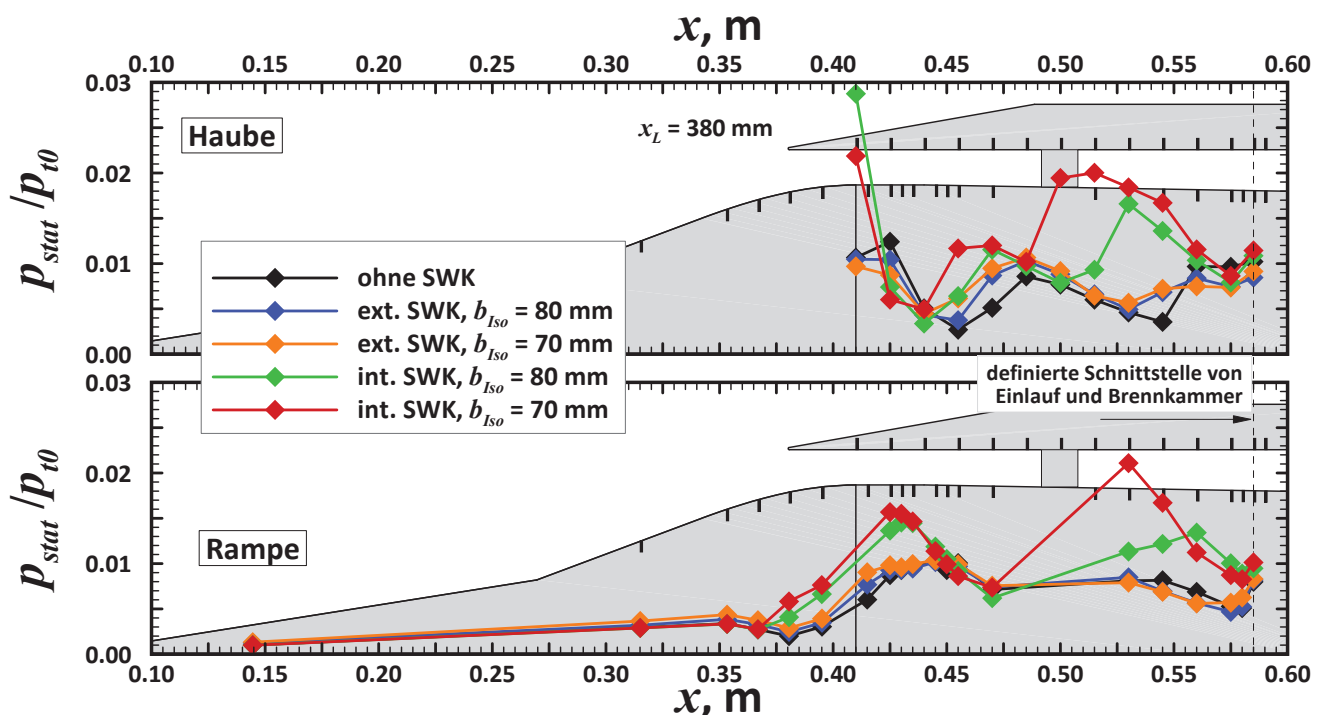 x, m
0.10 0.15 0.20 0.25 0.30 0.35 0.40 0.45 0.50 0.55 0.60
0.03
0.02
0.01
0.00
p_stat/p_t0
Haube
x_L = 380 mm
ohne SWK
ext. SWK, b_Iso = 80 mm
ext. SWK, b_Iso = 70 mm
int. SWK, b_Iso = 80 mm
int. SWK, b_Iso = 70 mm
definierte Schnittstelle von
Einlauf und Brennkammer
0.03
0.02
0.01
0.00
p_stat/p_t0
Rampe
0.10 0.15 0.20 0.25 0.30 0.35 0.40 0.45 0.50 0.55 0.60
x, m